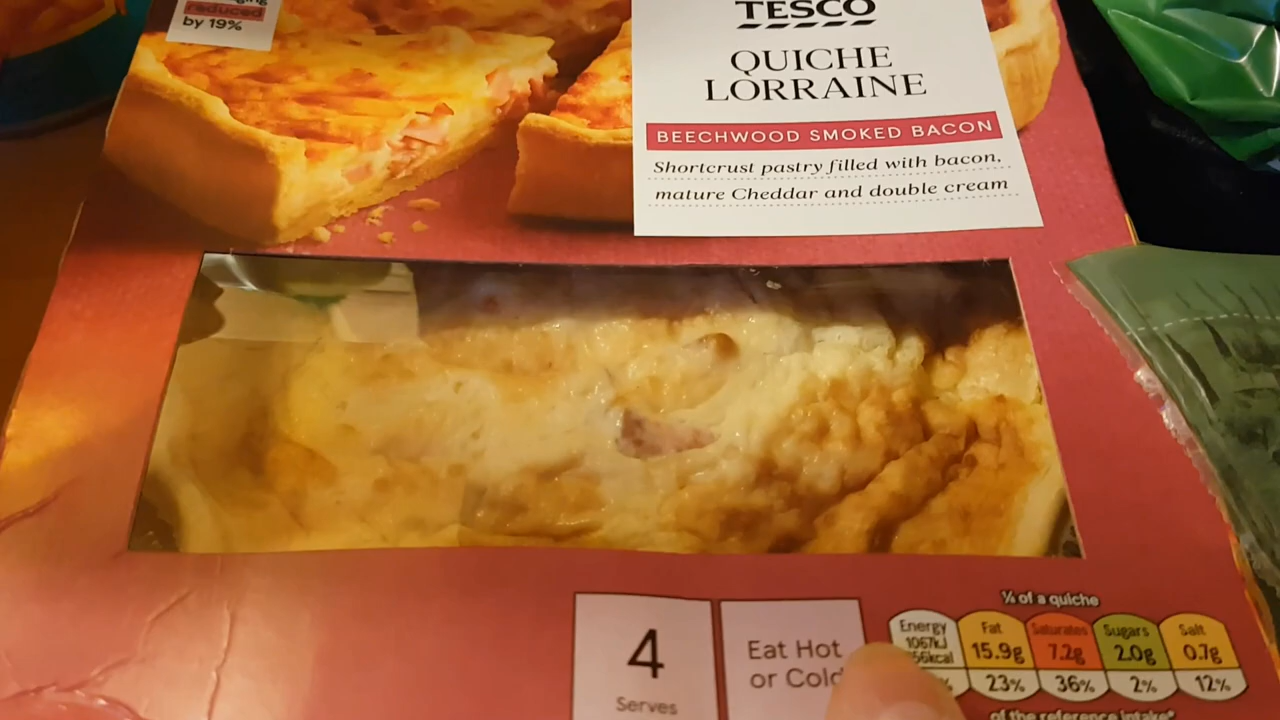 reduced
by 19%
TESCO
QUICHE
LORRAINE
BEECHWOOD SMOKED BACON
Shortcrust pastry filled with bacon,
mature Cheddar and double cream
4
Serves
Eat Hot
or Cold
¼ of a quiche
Energy Fat Saturates Sugars Salt
1067kJ 15.9g 7.2g 2.0g 0.7g
23% 36% 2% 12%
of the reference intake*